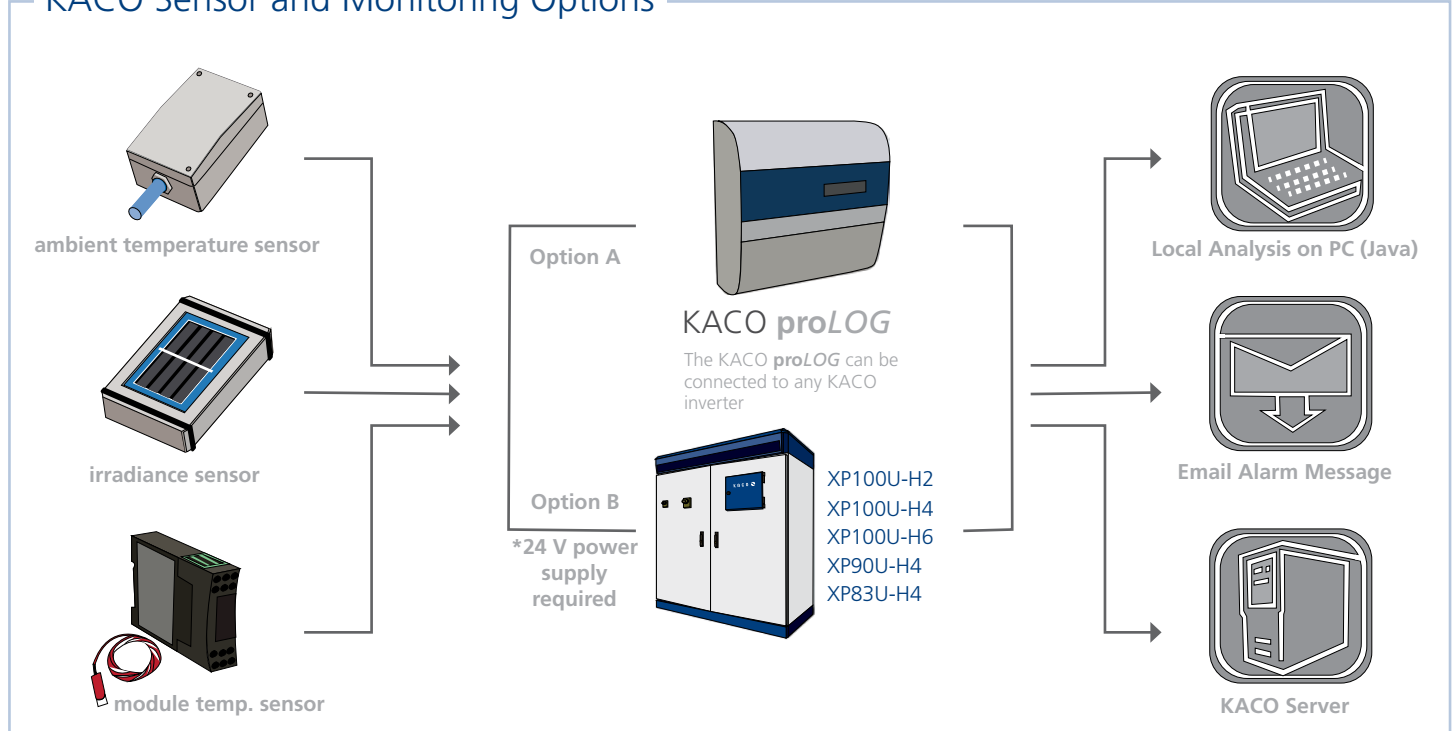 KACO Sensor and Monitoring Options
ambient temperature sensor
irradiance sensor
module temp. sensor
Option A
KACO proLOG
The KACO proLOG can be
connected to any KACO
inverter
Option B
*24 V power
supply
required
XP100U-H2
XP100U-H4
XP100U-H6
XP90U-H4
XP83U-H4
Local Analysis on PC (Java)
Email Alarm Message
KACO Server